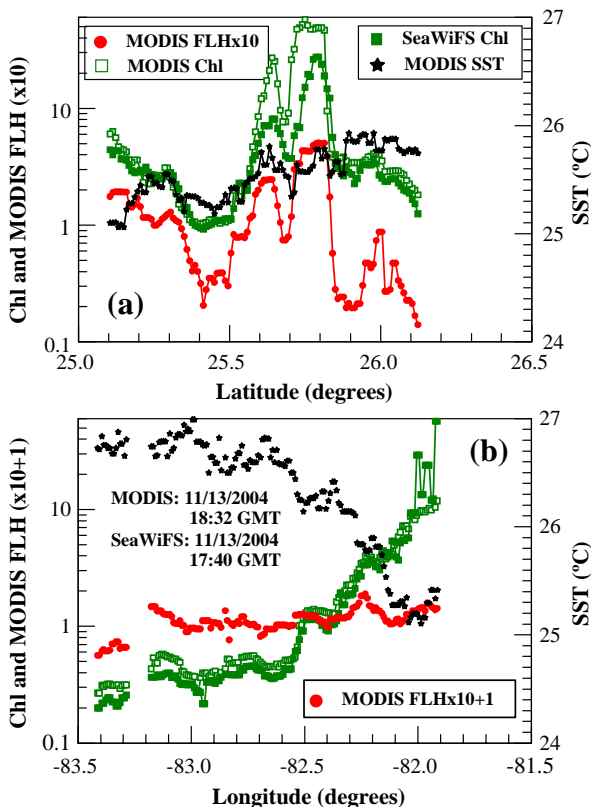 MODIS FLHx10
MODIS Chl
SeaWiFS Chl
MODIS SST
Chl and MODIS FLH (x10)
10
1
0.1
27
26
25
24
SST (ºC)
(a)
25.0 25.5 26.0 26.5
Latitude (degrees)
Chl and MODIS FLH (x10+1)
10
1
0.1
27
26
25
24
SST (ºC)
(b)
MODIS: 11/13/2004
18:32 GMT
SeaWiFS: 11/13/2004
17:40 GMT
MODIS FLHx10+1
-83.5 -83.0 -82.5 -82.0 -81.5
Longitude (degrees)